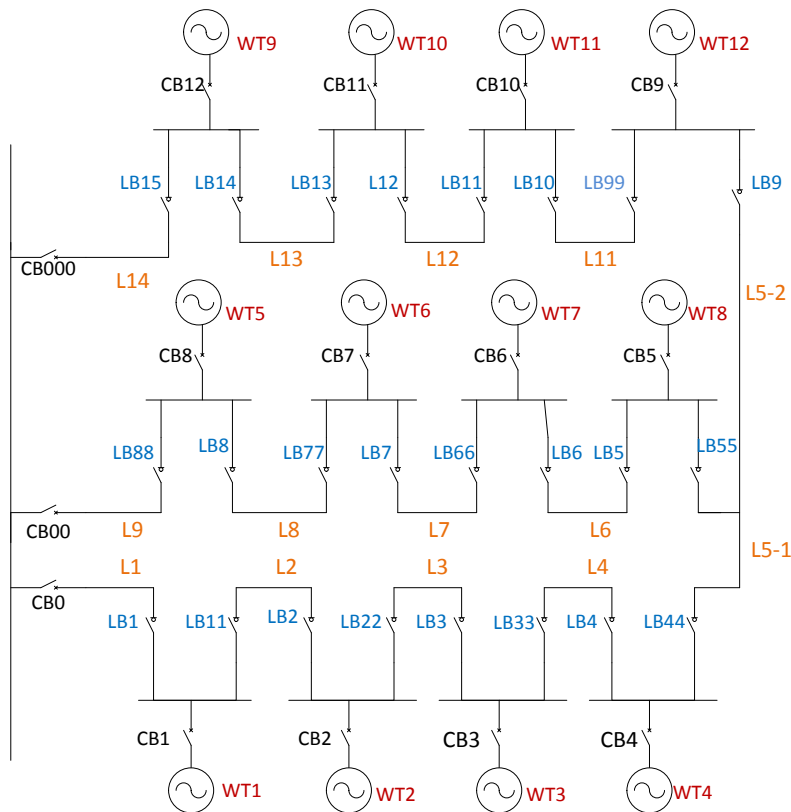 WT9 WT10 WT11 WT12
CB12 CB11 CB10 CB9
LB15 LB14 LB13 L12 LB11 LB10 LB99 LB9
CB000 L14 L13 L12 L11
L5-2
WT5 WT6 WT7 WT8
CB8 CB7 CB6 CB5
LB88 LB8 LB77 LB7 LB66 LB6 LB5 LB55
CB00 L9 L8 L7 L6
L5-1
L1 L2 L3 L4
CB0
LB1 LB11 LB2 LB22 LB3 LB33 LB4 LB44
CB1 CB2 CB3 CB4
WT1 WT2 WT3 WT4